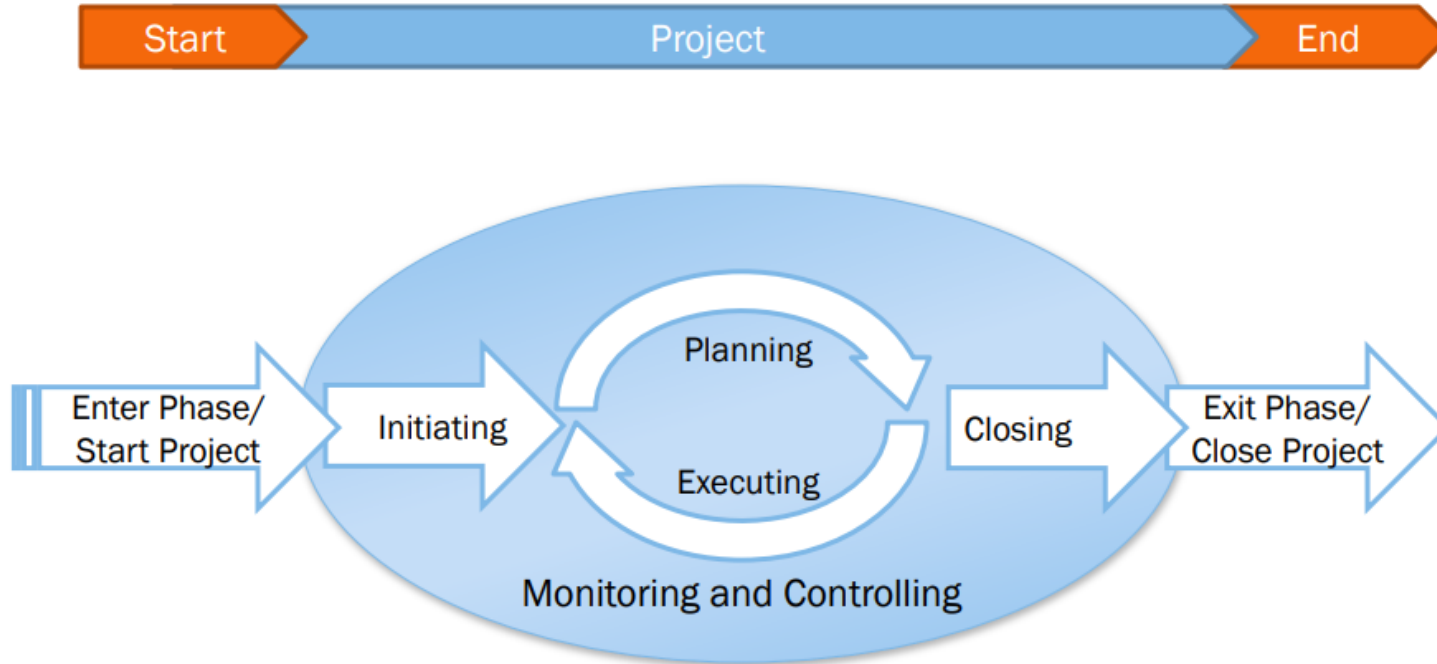 Start
Project
End
Planning
Enter Phase/
Start Project
Initiating
Executing
Closing
Exit Phase/
Close Project
Monitoring and Controlling